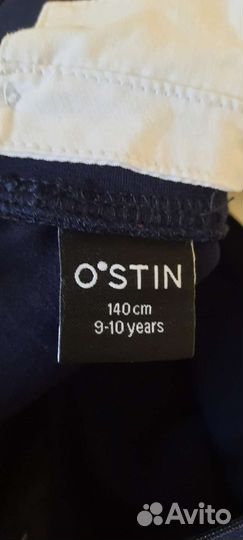 O'STIN
140 cm
9-10 years
Avito